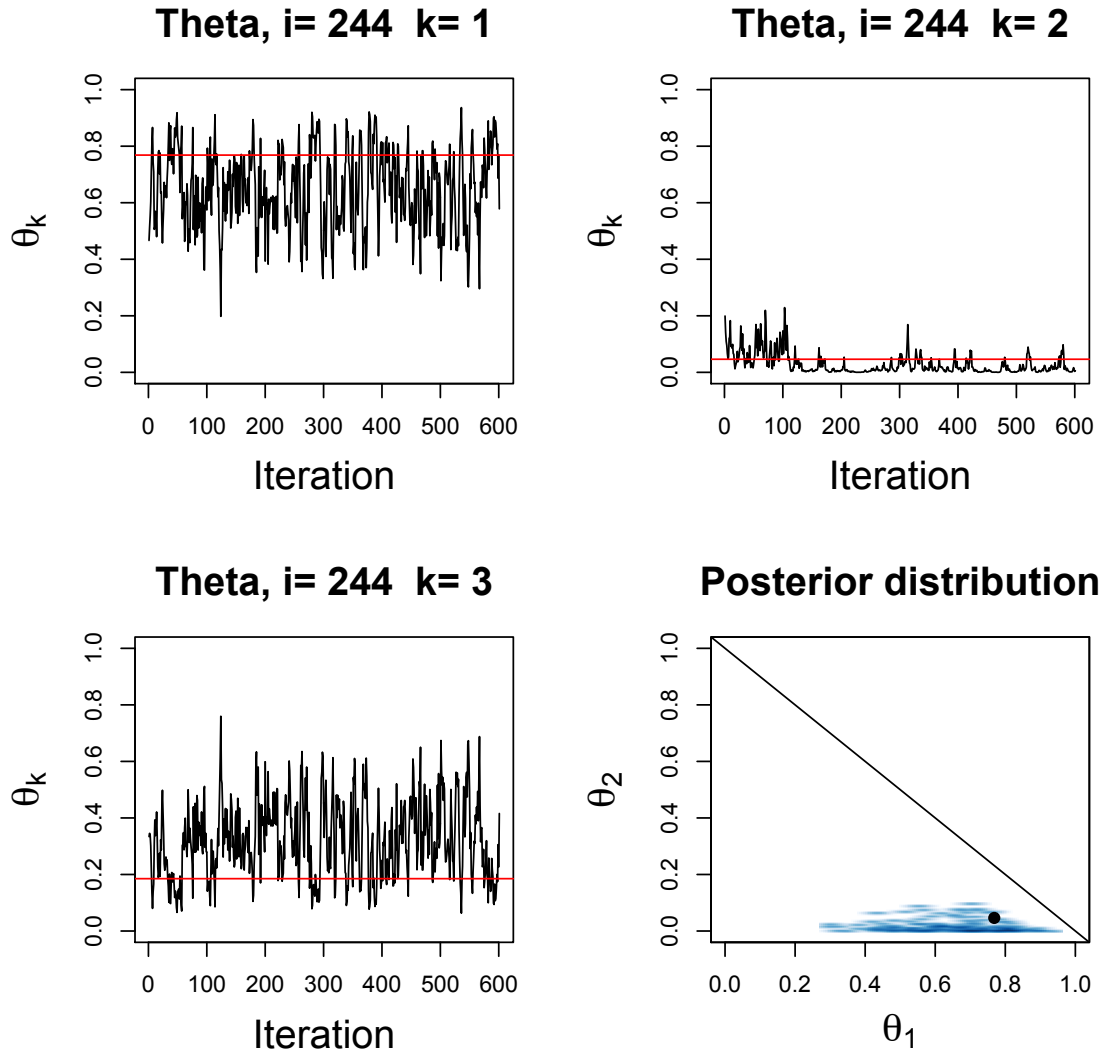 Theta, i= 244 k= 1
θk
1.0
0.8
0.6
0.4
0.2
0.0
0 100 200 300 400 500 600
Iteration
Theta, i= 244 k= 2
θk
1.0
0.8
0.6
0.4
0.2
0.0
0 100 200 300 400 500 600
Iteration
Theta, i= 244 k= 3
θk
1.0
0.8
0.6
0.4
0.2
0.0
0 100 200 300 400 500 600
Iteration
Posterior distribution
θ2
1.0
0.8
0.6
0.4
0.2
0.0
0.0 0.2 0.4 0.6 0.8 1.0
θ1